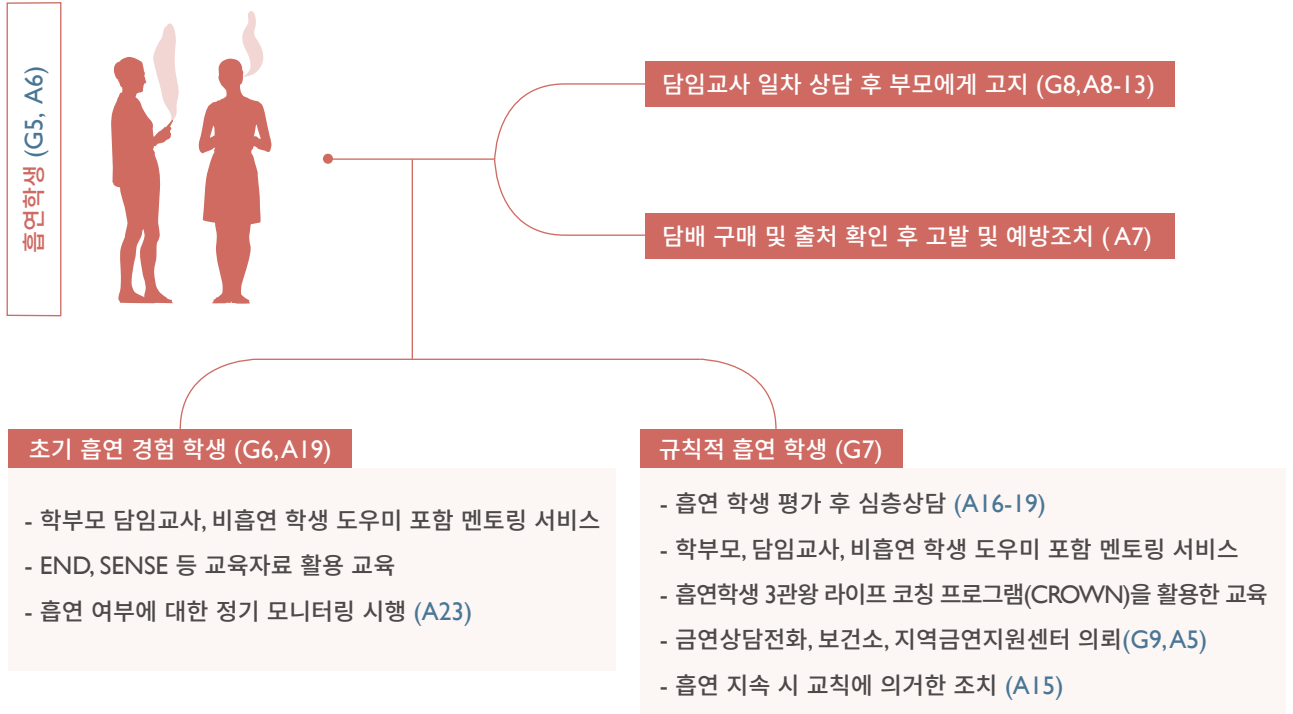 흡연학생 (G5, A6)
담임교사 일차 상담 후 부모에게 고지 (G8,A8-13)
담배 구매 및 출처 확인 후 고발 및 예방조치 ( A7)
초기 흡연 경험 학생 (G6,A19)
- 학부모 담임교사, 비흡연 학생 도우미 포함 멘토링 서비스
- END, SENSE 등 교육자료 활용 교육
- 흡연 여부에 대한 정기 모니터링 시행 (A23)
규칙적 흡연 학생 (G7)
- 흡연 학생 평가 후 심층상담 (A16-19)
- 학부모, 담임교사, 비흡연 학생 도우미 포함 멘토링 서비스
- 흡연학생 3관왕 라이프 코칭 프로그램(CROWN)을 활용한 교육
- 금연상담전화, 보건소, 지역금연지원센터 의뢰(G9,A5)
- 흡연 지속 시 교칙에 의거한 조치 (A15)